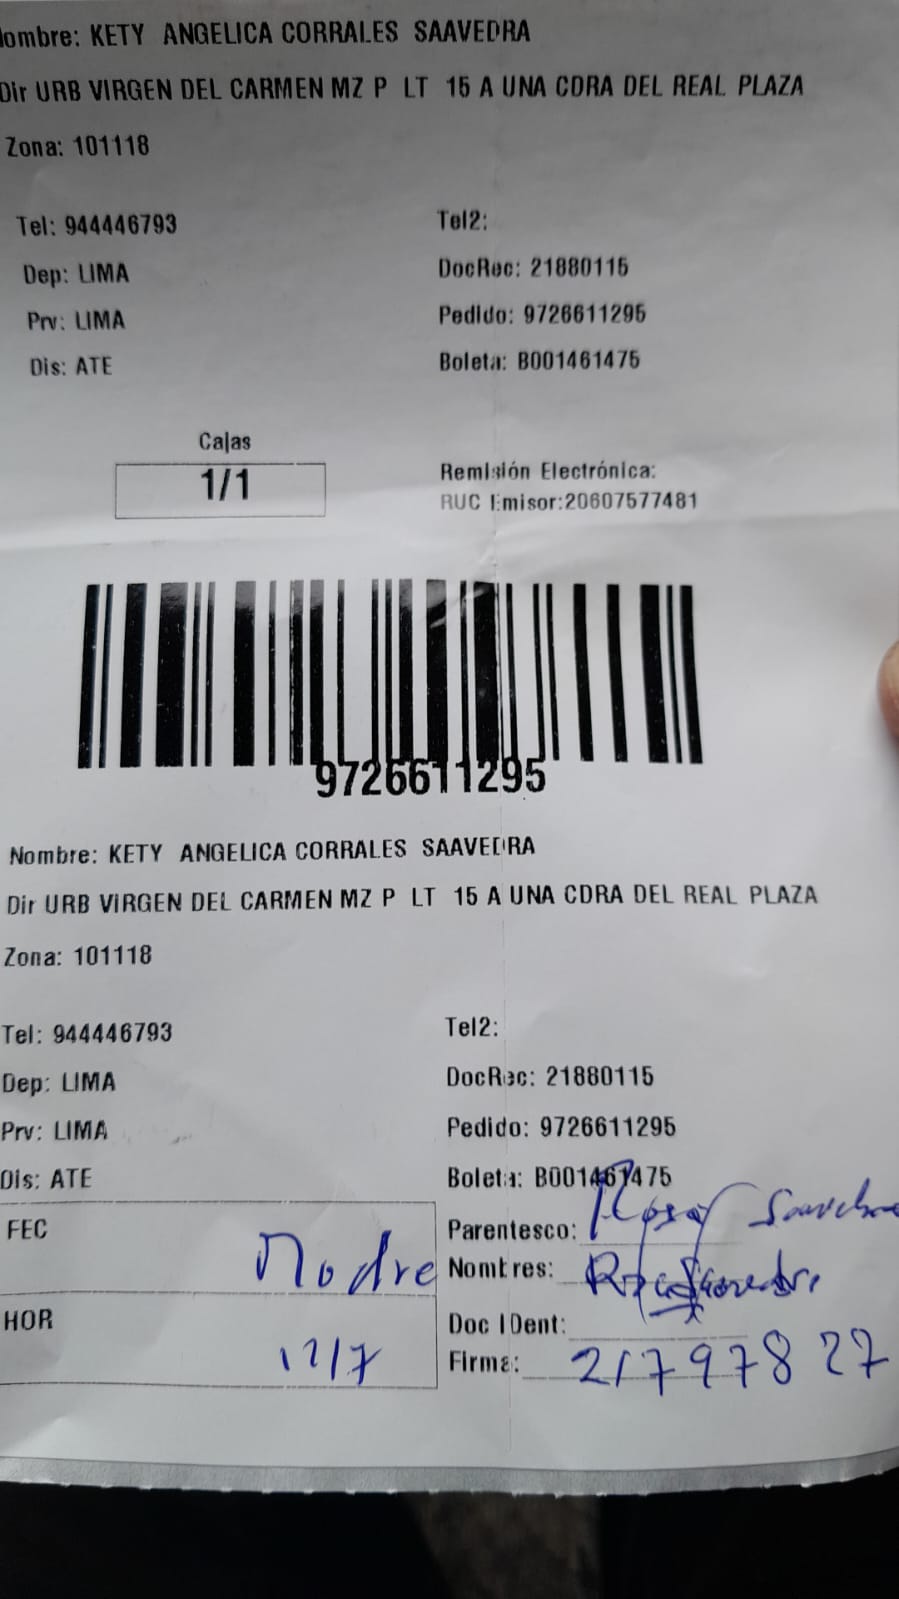 Nombre: KETY ANGELICA CORRALES SAAVEDRA
Dir URB VIRGEN DEL CARMEN MZ P LT 15 A UNA CDRA DEL REAL PLAZA
Zona: 101118
Tel: 944446793 Tel2:
Dep: LIMA DocRec: 21880115
Prv: LIMA Pedido: 9726611295
Dis: ATE Boleta: B001461475
Cajas
1/1 Remisión Electrónica:
RUC Emisor:20607577481
9726611295
Nombre: KETY ANGELICA CORRALES SAAVEDRA
Dir URB VIRGEN DEL CARMEN MZ P LT 15 A UNA CDRA DEL REAL PLAZA
Zona: 101118
Tel: 944446793 Tel2:
Dep: LIMA DocRec: 21880115
Prv: LIMA Pedido: 9726611295
Dis: ATE Boleta: B001461475
FEC Parentesco: Rosa Saavedra
Madre Nombres:
HOR Doc IDent:
12/7 Firma: 21797827